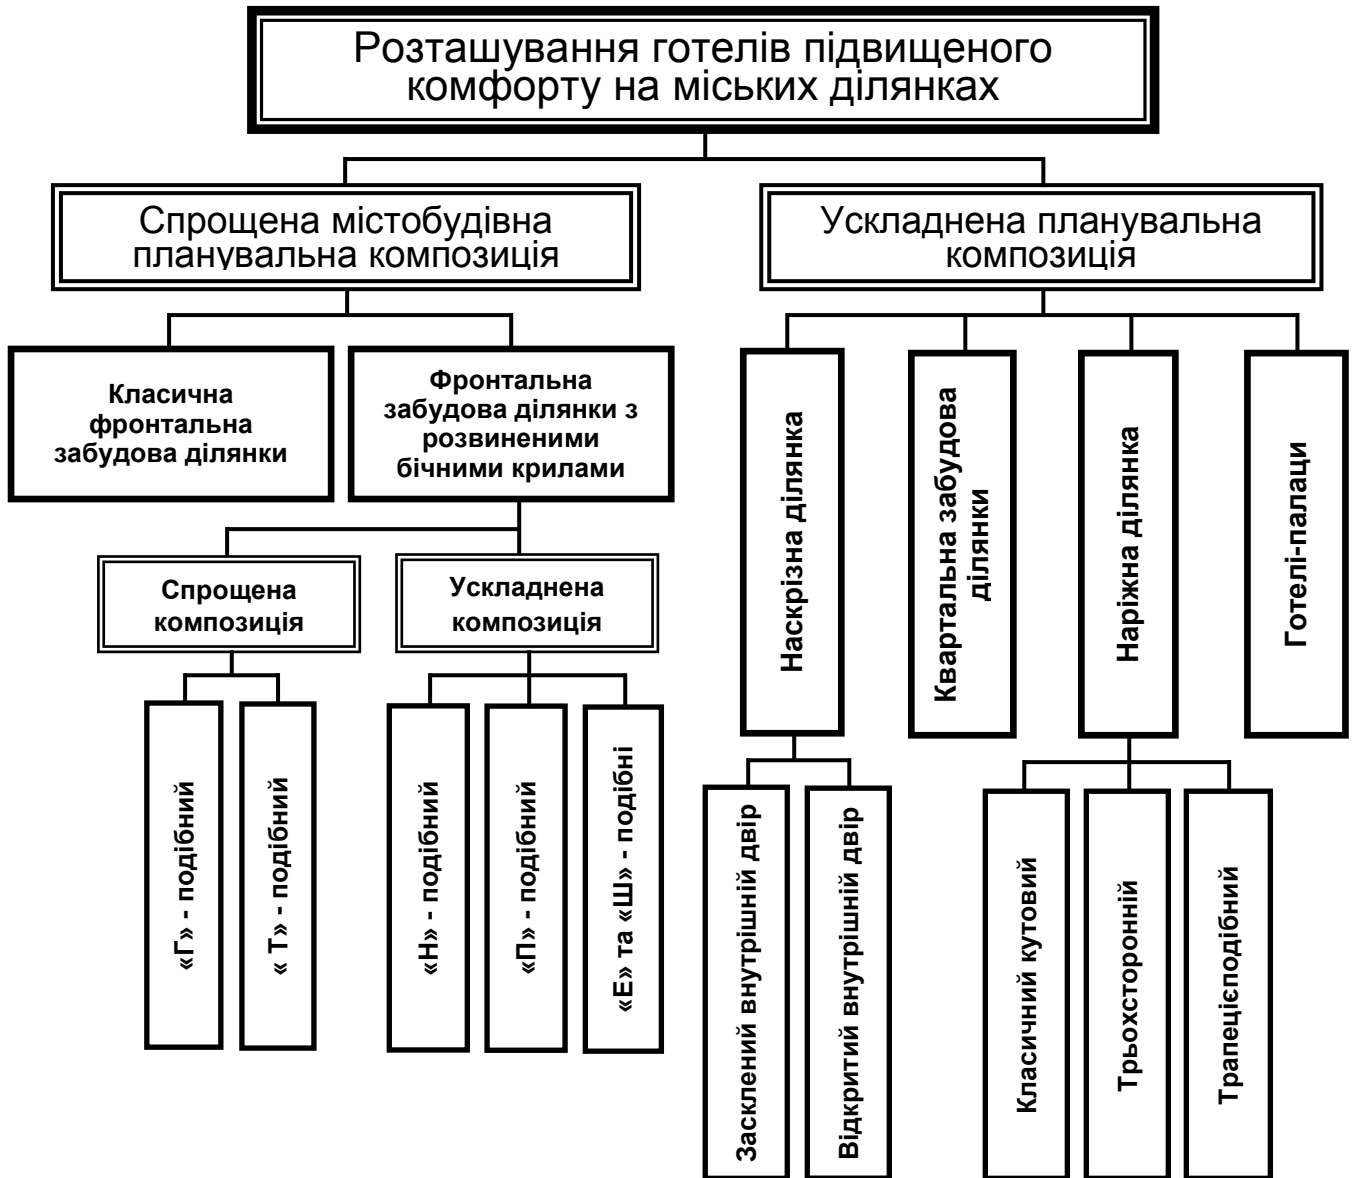 Розташування готелів підвищеного
комфорту на міських ділянках
Спрощена містобудівна
планувальна композиція
Ускладнена планувальна
композиція
Класична
фронтальна
забудова ділянки
Фронтальна
забудова ділянки з
розвиненими
бічними крилами
Наскрізна ділянка
Квартальна забудова
ділянки
Наріжна ділянка
Готелі-палаци
Спрощена
композиція
Ускладнена
композиція
«Г» - подібний
« Т» - подібний
«Н» - подібний
«П» - подібний
«Е» та «Ш» - подібні
Засклений внутрішній двір
Відкритий внутрішній двір
Класичний кутовий
Трьохсторонній
Трапецієподібний